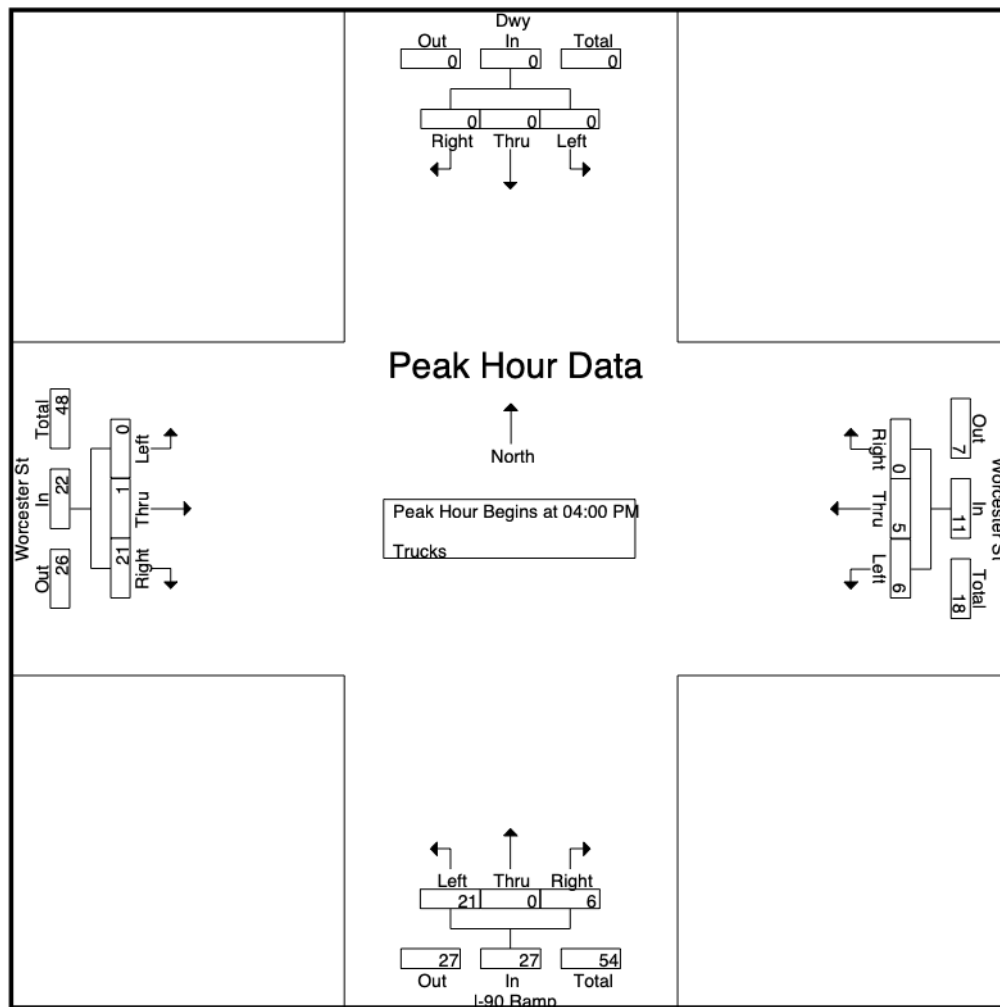 Dwy
Out In Total
0 0 0
0 0 0
Right Thru Left
Peak Hour Data
North
Peak Hour Begins at 04:00 PM
Trucks
Worcester St
Out In Total
26 22 48
21 1 0
Right Thru Left
Worcester St
Out In Total
7 11 18
0 5 6
Right Thru Left
Left Thru Right
21 0 6
27 27 54
Out In Total
I-90 Ramp